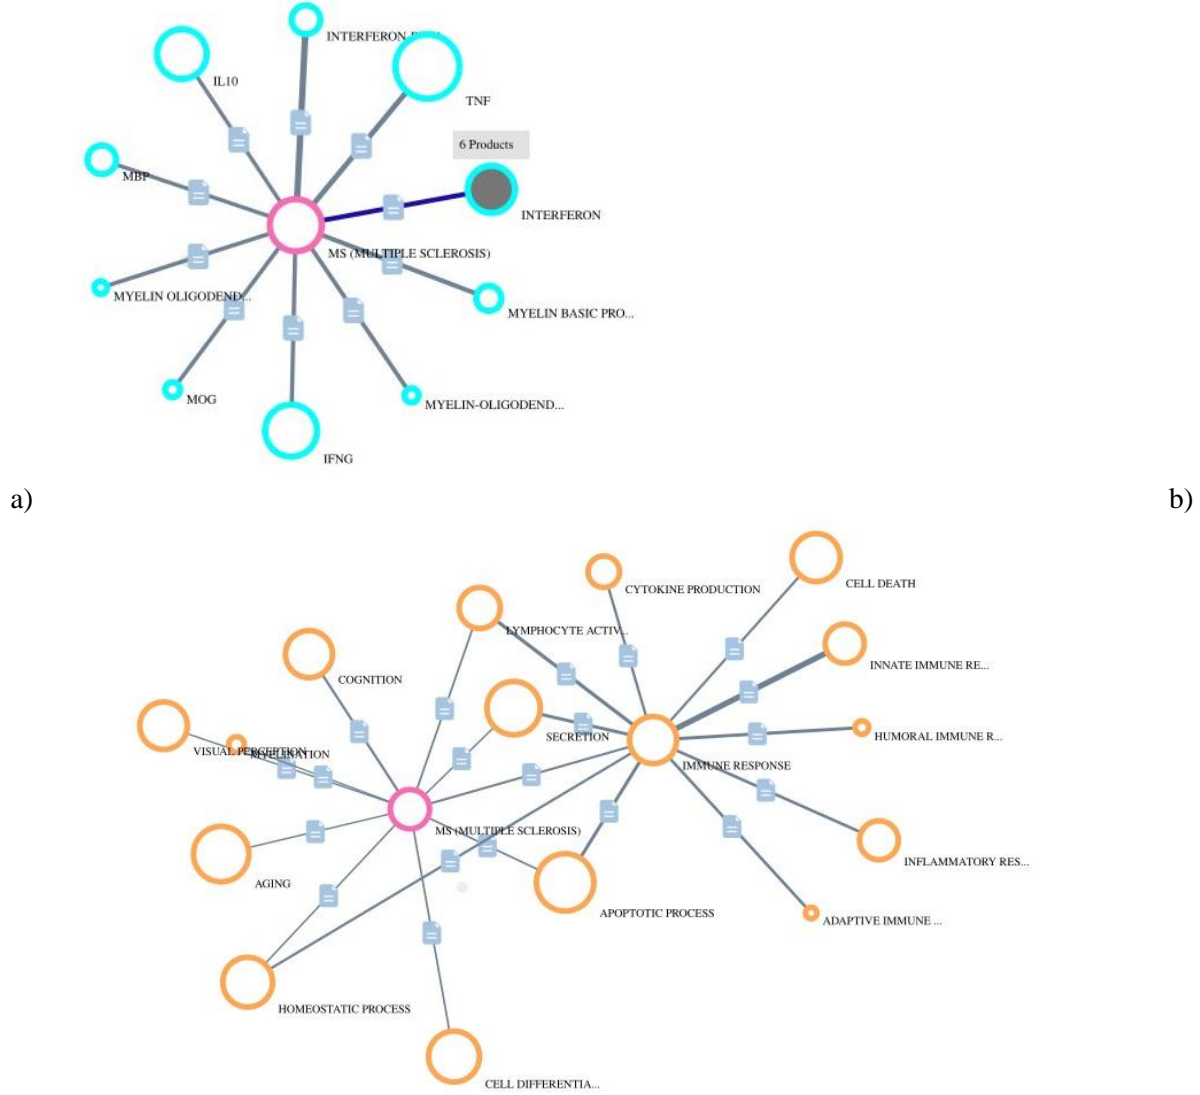 INTERFERON
IL10
TNF
6 Products
MBP
INTERFERON
MS (MULTIPLE SCLEROSIS)
MYELIN OLIGODEND...
MYELIN BASIC PRO...
MOG
MYELIN-OLIGODEND...
IFNG
a)
b)
CELL DEATH
CYTOKINE PRODUCTION
LYMPHOCYTE ACTIV...
INNATE IMMUNE RE...
COGNITION
SECRETION
HUMORAL IMMUNE R...
VISUAL PERCEPTION
MYELINATION
IMMUNE RESPONSE
MS (MULTIPLE SCLEROSIS)
INFLAMMATORY RES...
AGING
APOPTOTIC PROCESS
ADAPTIVE IMMUNE ...
HOMEOSTATIC PROCESS
CELL DIFFERENTIA...